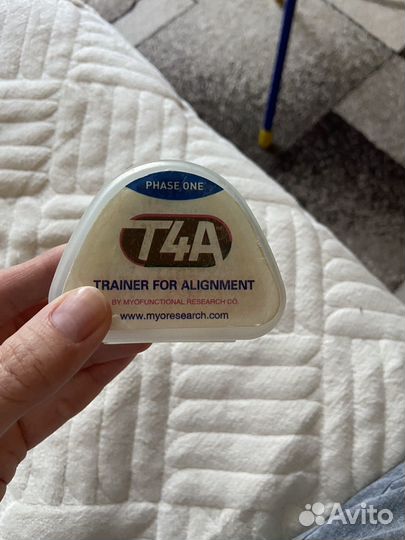 PHASE ONE
T4A
TRAINER FOR ALIGNMENT
BY MYOFUNCTIONAL RESEARCH CO.
www.myoresearch.com
Avito